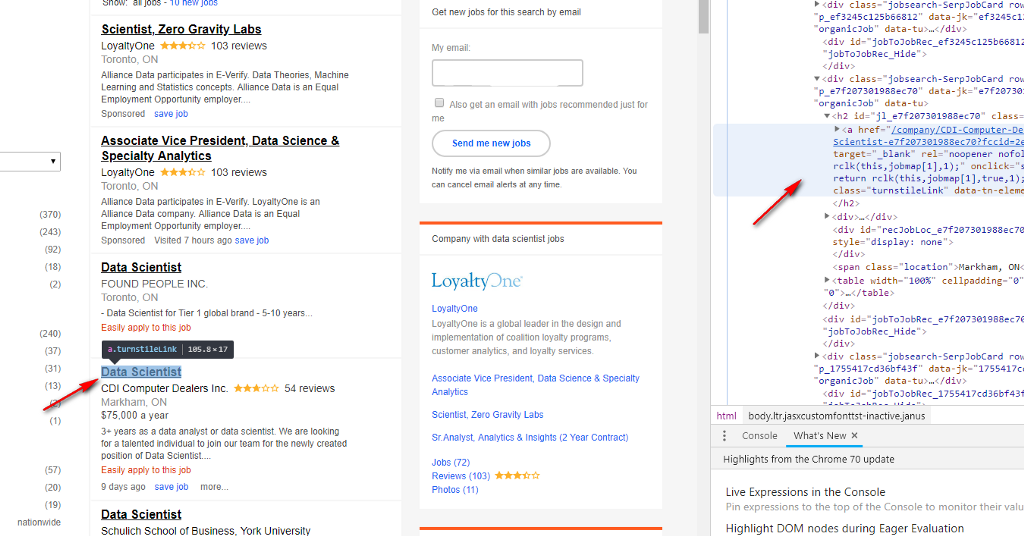 Show: all jobs - 10 new jobs
Scientist, Zero Gravity Labs
LoyaltyOne 103 reviews
Toronto, ON
Alliance Data participates in E-Verify. Data Theories, Machine
Learning and Statistics concepts. Alliance Data is an Equal
Employment Opportunity employer....
Sponsored save job
Associate Vice President, Data Science &
Specialty Analytics
LoyaltyOne 103 reviews
Toronto, ON
Alliance Data participates in E-Verify. LoyaltyOne is an
Alliance Data company. Alliance Data is an Equal
Employment Opportunity employer....
Sponsored Visited 7 hours ago save job
Data Scientist
FOUND PEOPLE INC.
Toronto, ON
- Data Scientist for Tier 1 global brand - 5-10 years...
Easily apply to this job
a.turnstileLink 105.8×17
Data Scientist
CDI Computer Dealers Inc. 54 reviews
Markham, ON
$75,000 a year
3+ years as a data analyst or data scientist. We are looking
for a talented individual to join our team for the newly created
position of Data Scientist....
Easily apply to this job
9 days ago save job more...
Data Scientist
Schulich School of Business, York University
(370)
(243)
(92)
(18)
(2)
(240)
(37)
(31)
(13)
(1)
(57)
(20)
(19)
nationwide
Get new jobs for this search by email
My email:
Also get an email with jobs recommended just for
me
Send me new jobs
Notify me via email when similar jobs are available. You
can cancel email alerts at any time.
Company with data scientist jobs
LoyaltyOne
LoyaltyOne
LoyaltyOne is a global leader in the design and
implementation of coalition loyalty programs,
customer analytics, and loyalty services.
Associate Vice President, Data Science & Specialty
Analytics
Scientist, Zero Gravity Labs
Sr.Analyst, Analytics & Insights (2 Year Contract)
Jobs (72)
Reviews (103)
Photos (11)
<div class="jobsearch-SerpJobCard row
"p_ef3245c125b66812" data-jk="ef3245c
"organicJob" data-tu>…</div>
<div id="jobToJobRec_ef3245c125b66812
"jobToJobRec_Hide">
</div>
<div class="jobsearch-SerpJobCard row
"p_e7f207301988ec70" data-jk="e7f2073
"organicJob" data-tu>
<h2 id="jl_e7f207301988ec70" class=
<a href="/company/CDI-Computer-De
Scientist-e7f207301988ec70?fccid=2e
target="_blank" rel="noopener nofol
rclk(this,jobmap[1],1);" onclick="s
return rclk(this,jobmap[1],true,1);
class="turnstileLink" data-tn-eleme
</h2>
<div>…</div>
<div id="recJobLoc_e7f207301988ec70
style="display: none">
</div>
<span class="location">Markham, ON<
<table width="100%" cellpadding="0"
"0">…</table>
</div>
<div id="jobToJobRec_e7f207301988ec70
"jobToJobRec_Hide">
</div>
<div class="jobsearch-SerpJobCard row
"p_1755417cd36bf43f" data-jk="1755417c
"organicJob" data-tu>…</div>
<div id="jobToJobRec_1755417cd36bf43f
html body.ltr.jasxcustomfonttst-inactive.janus
Console What's New ×
Highlights from the Chrome 70 update
Live Expressions in the Console
Pin expressions to the top of the Console to monitor their valu
Highlight DOM nodes during Eager Evaluation